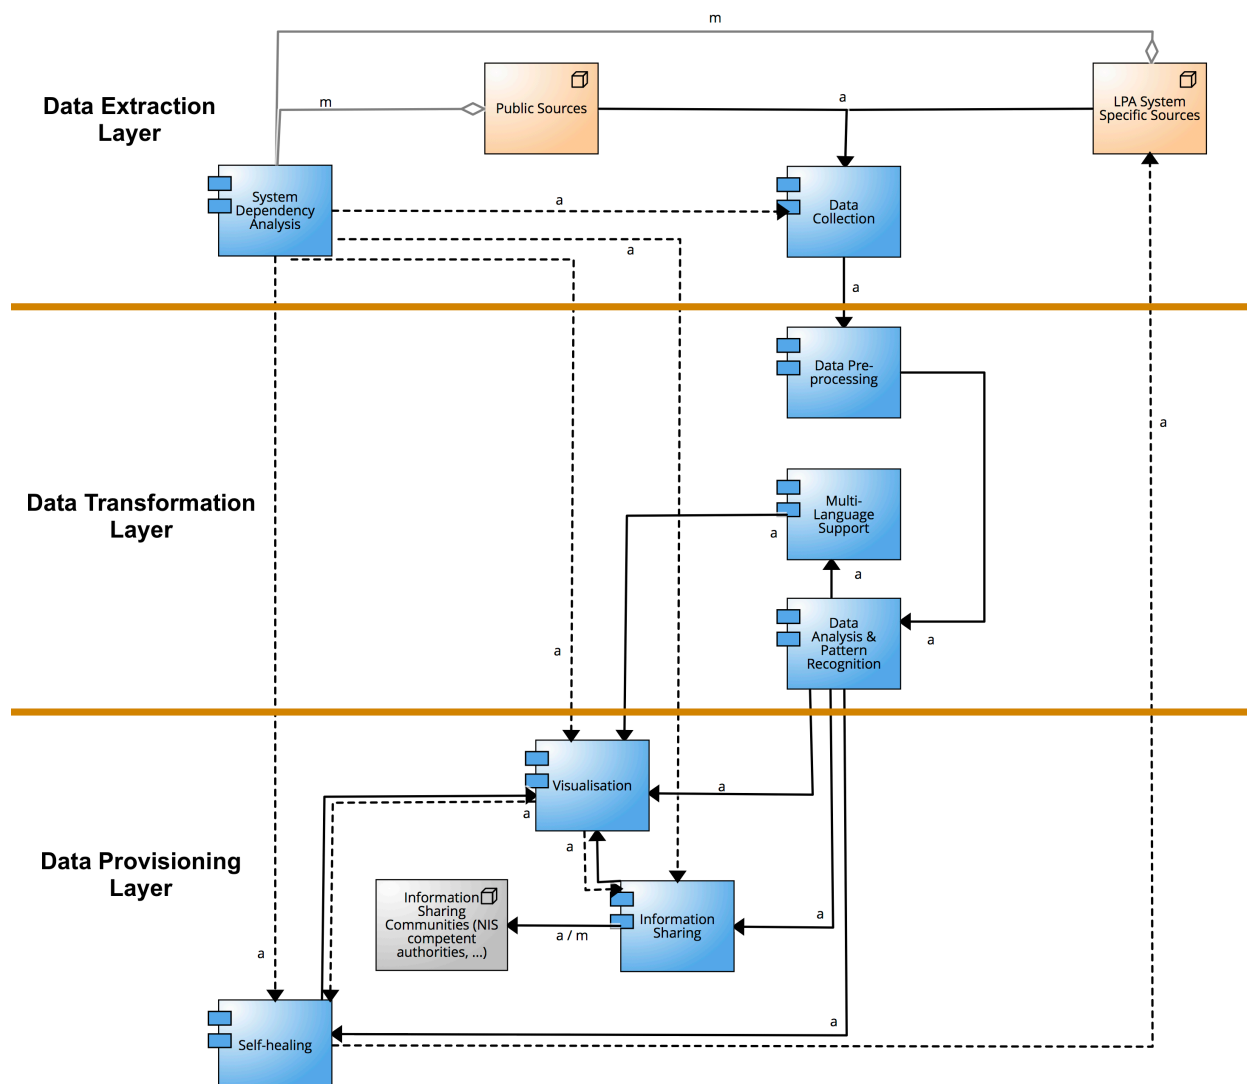 m
Data Extraction
Layer
m
Public Sources
a
LPA System
Specific Sources
System
Dependency
Analysis
a
Data
Collection
a
a
Data Pre-
processing
a
Data Transformation
Layer
Multi-
Language
Support
a
a
Data
Analysis &
Pattern
Recognition
a
a
Visualisation
a
a
a
Data Provisioning
Layer
Information
Sharing
Communities (NIS
competent
authorities, ...)
a / m
Information
Sharing
a
a
Self-healing
a